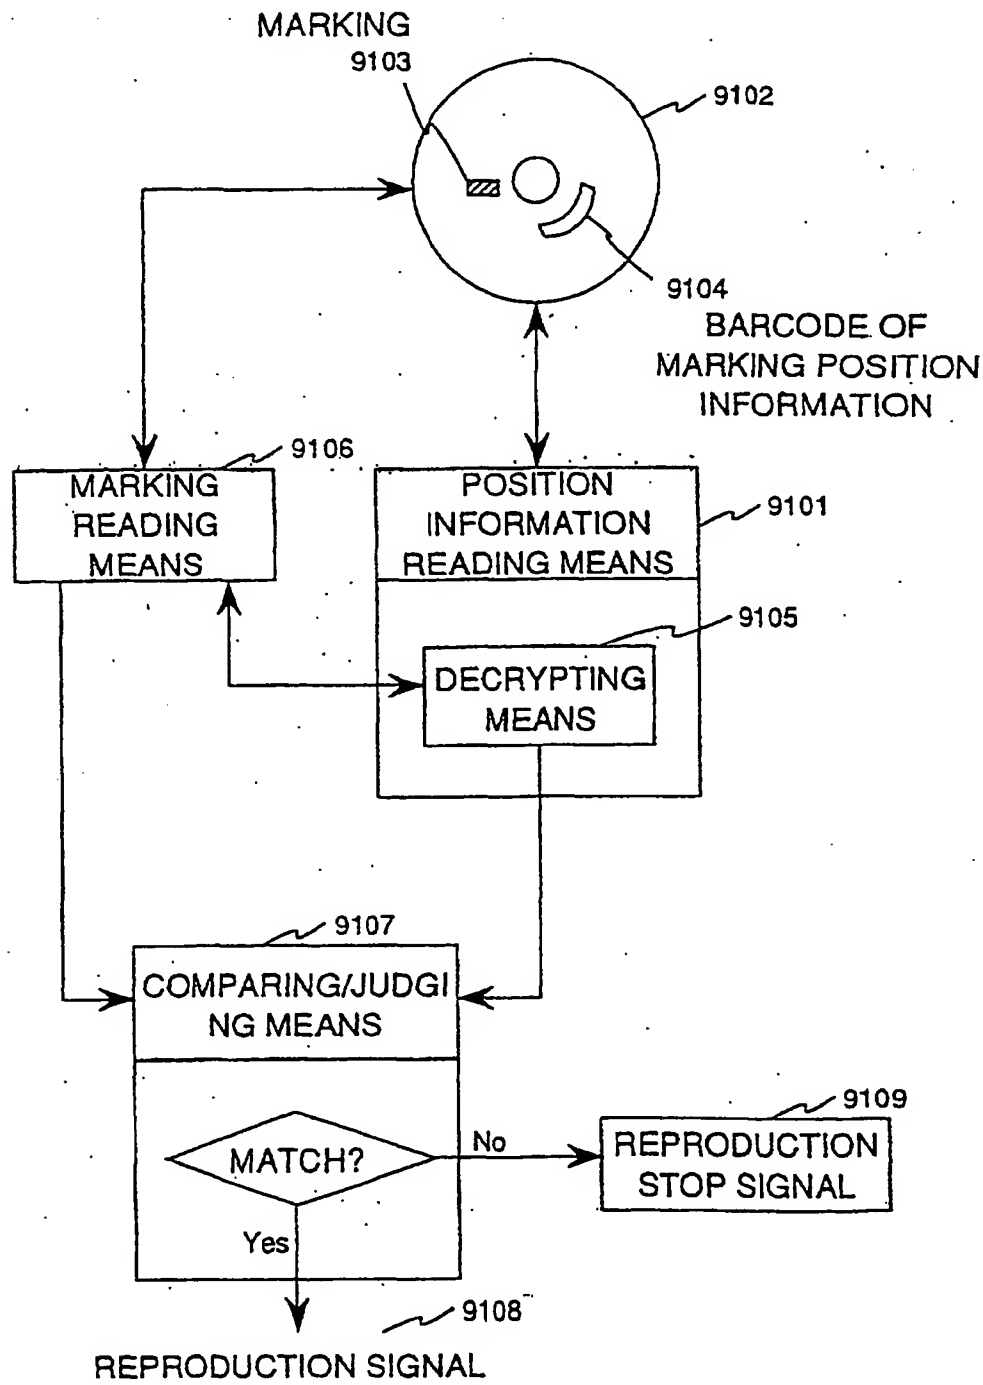 MARKING
9103
9102
9104
BARCODE OF
MARKING POSITION
INFORMATION
9106
MARKING
READING
MEANS
POSITION
INFORMATION
READING MEANS
9101
9105
DECRYPTING
MEANS
9107
COMPARING/JUDGI
NG MEANS
MATCH?
No
9109
REPRODUCTION
STOP SIGNAL
Yes
9108
REPRODUCTION SIGNAL